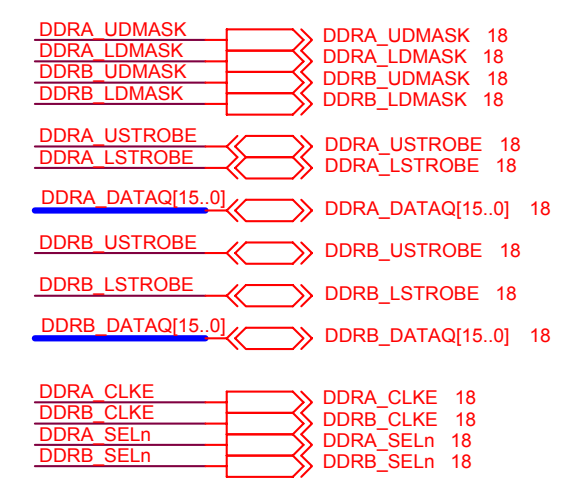 DDRA_UDMASK DDRA_UDMASK 18
DDRA_LDMASK DDRA_LDMASK 18
DDRB_UDMASK DDRB_UDMASK 18
DDRB_LDMASK DDRB_LDMASK 18
DDRA_USTROBE DDRA_USTROBE 18
DDRA_LSTROBE DDRA_LSTROBE 18
DDRA_DATAQ[15..0] DDRA_DATAQ[15..0] 18
DDRB_USTROBE DDRB_USTROBE 18
DDRB_LSTROBE DDRB_LSTROBE 18
DDRB_DATAQ[15..0] DDRB_DATAQ[15..0] 18
DDRA_CLKE DDRA_CLKE 18
DDRB_CLKE DDRB_CLKE 18
DDRA_SELn DDRA_SELn 18
DDRB_SELn DDRB_SELn 18